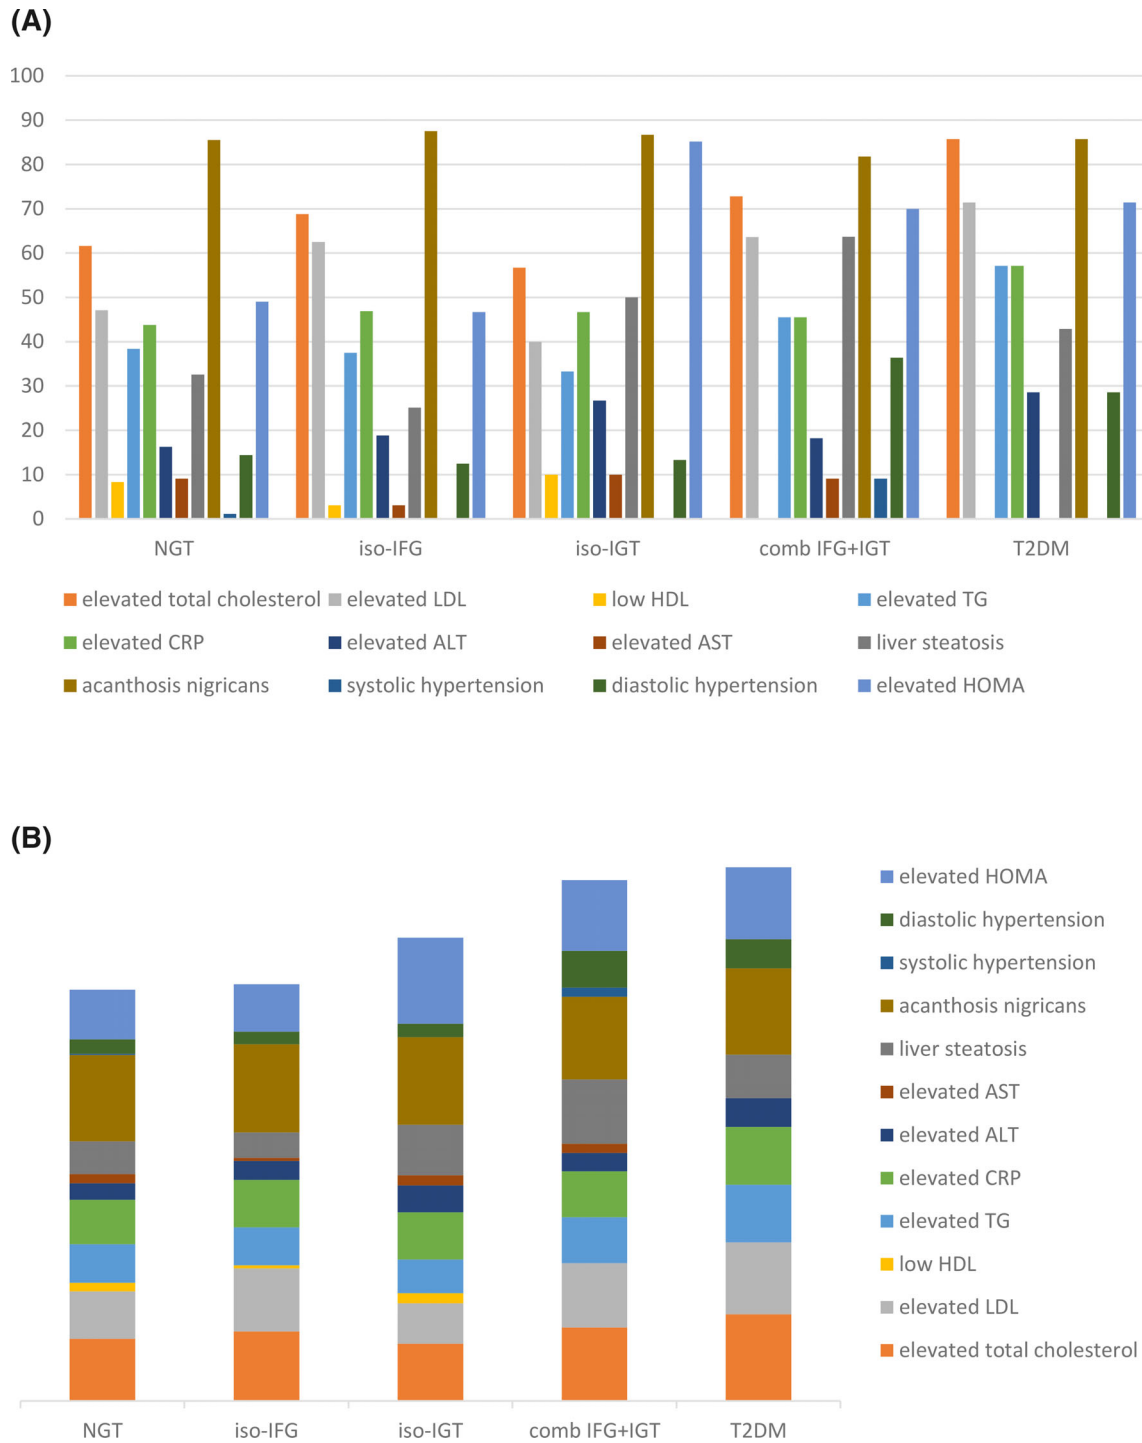 (A)
100
90
80
70
60
50
40
30
20
10
0
NGT iso-IFG iso-IGT comb IFG+IGT T2DM
elevated total cholesterol elevated LDL low HDL elevated TG
elevated CRP elevated ALT elevated AST liver steatosis
acanthosis nigricans systolic hypertension diastolic hypertension elevated HOMA
(B)
elevated HOMA
diastolic hypertension
systolic hypertension
acanthosis nigricans
liver steatosis
elevated AST
elevated ALT
elevated CRP
elevated TG
low HDL
elevated LDL
elevated total cholesterol
NGT iso-IFG iso-IGT comb IFG+IGT T2DM